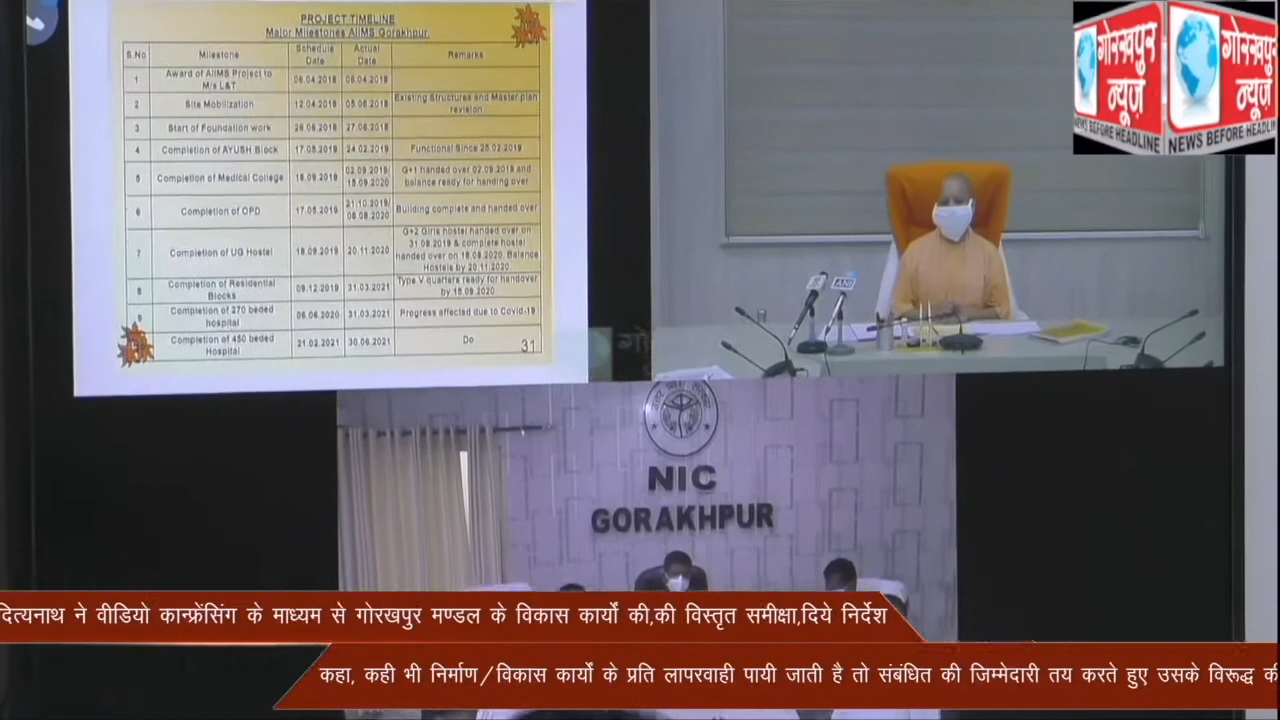 PROJECT TIMELINE
Major Milestones AIIMS Gorakhpur
S.No Milestone Schedule Date Actual Date Remarks
1 Award of AIIMS Project to M/s L&T 06.04.2018 06.04.2018
2 Site Mobilization 12.04.2018 05.06.2018 Existing Structures and Master plan revision
3 Start of Foundation work 26.06.2018 27.06.2018
4 Completion of AYUSH Block 17.05.2019 24.02.2019 Functional Since 25.02.2019
5 Completion of Medical College 18.09.2019 02.09.2019/ 15.09.2020 G+1 handed over 02.09.2019 and balance ready for handing over
6 Completion of OPD 17.05.2019 21.10.2019/ 08.08.2020 Building complete and handed over
7 Completion of UG Hostel 18.09.2019 20.11.2020 G+2 Girls hostel handed over on 31.08.2019 & complete hostel handed over on 18.09.2020. Balance Hostels by 20.11.2020
8 Completion of Residential Blocks 09.12.2019 31.03.2021 Type V quarters ready for handover by 15.09.2020
9 Completion of 270 beded hospital 06.06.2020 31.03.2021 Progress affected due to Covid-19
Completion of 450 beded Hospital 21.02.2021 30.06.2021 Do
31
गोरखपुर न्यूज़
NEWS BEFORE HEADLINE
गोरखपुर न्यूज़
NEWS BEFORE HEADLINE
ANI
NIC
GORAKHPUR
दित्यनाथ ने वीडियो कान्फ्रेंसिंग के माध्यम से गोरखपुर मण्डल के विकास कार्यों की,की विस्तृत समीक्षा,दिये निर्देश
कहा, कही भी निर्माण/विकास कार्यों के प्रति लापरवाही पायी जाती है तो संबंधित की जिम्मेदारी तय करते हुए उसके विरूद्ध की